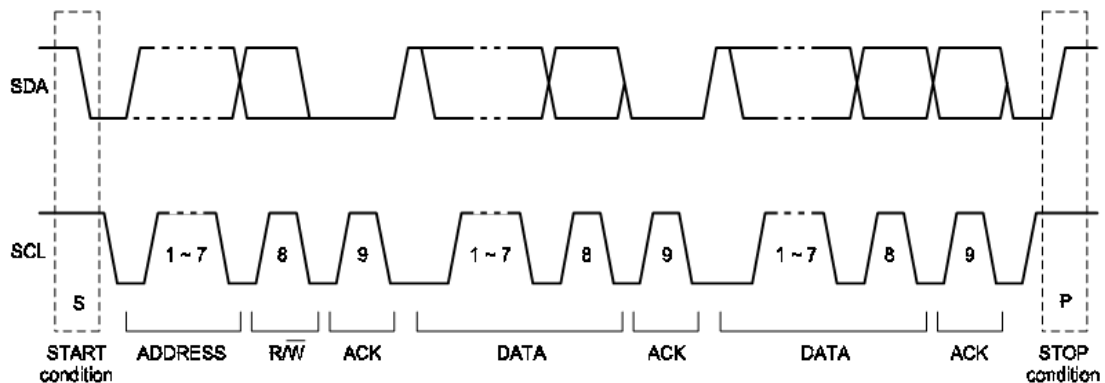 SDA
SCL
1 ~ 7
8
9
1 ~ 7
8
9
1 ~ 7
8
9
S
P
START
condition
ADDRESS
R/W̅
ACK
DATA
ACK
DATA
ACK
STOP
condition